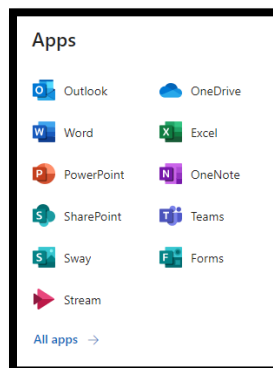 Apps
Outlook OneDrive
Word Excel
PowerPoint OneNote
SharePoint Teams
Sway Forms
Stream
All apps →